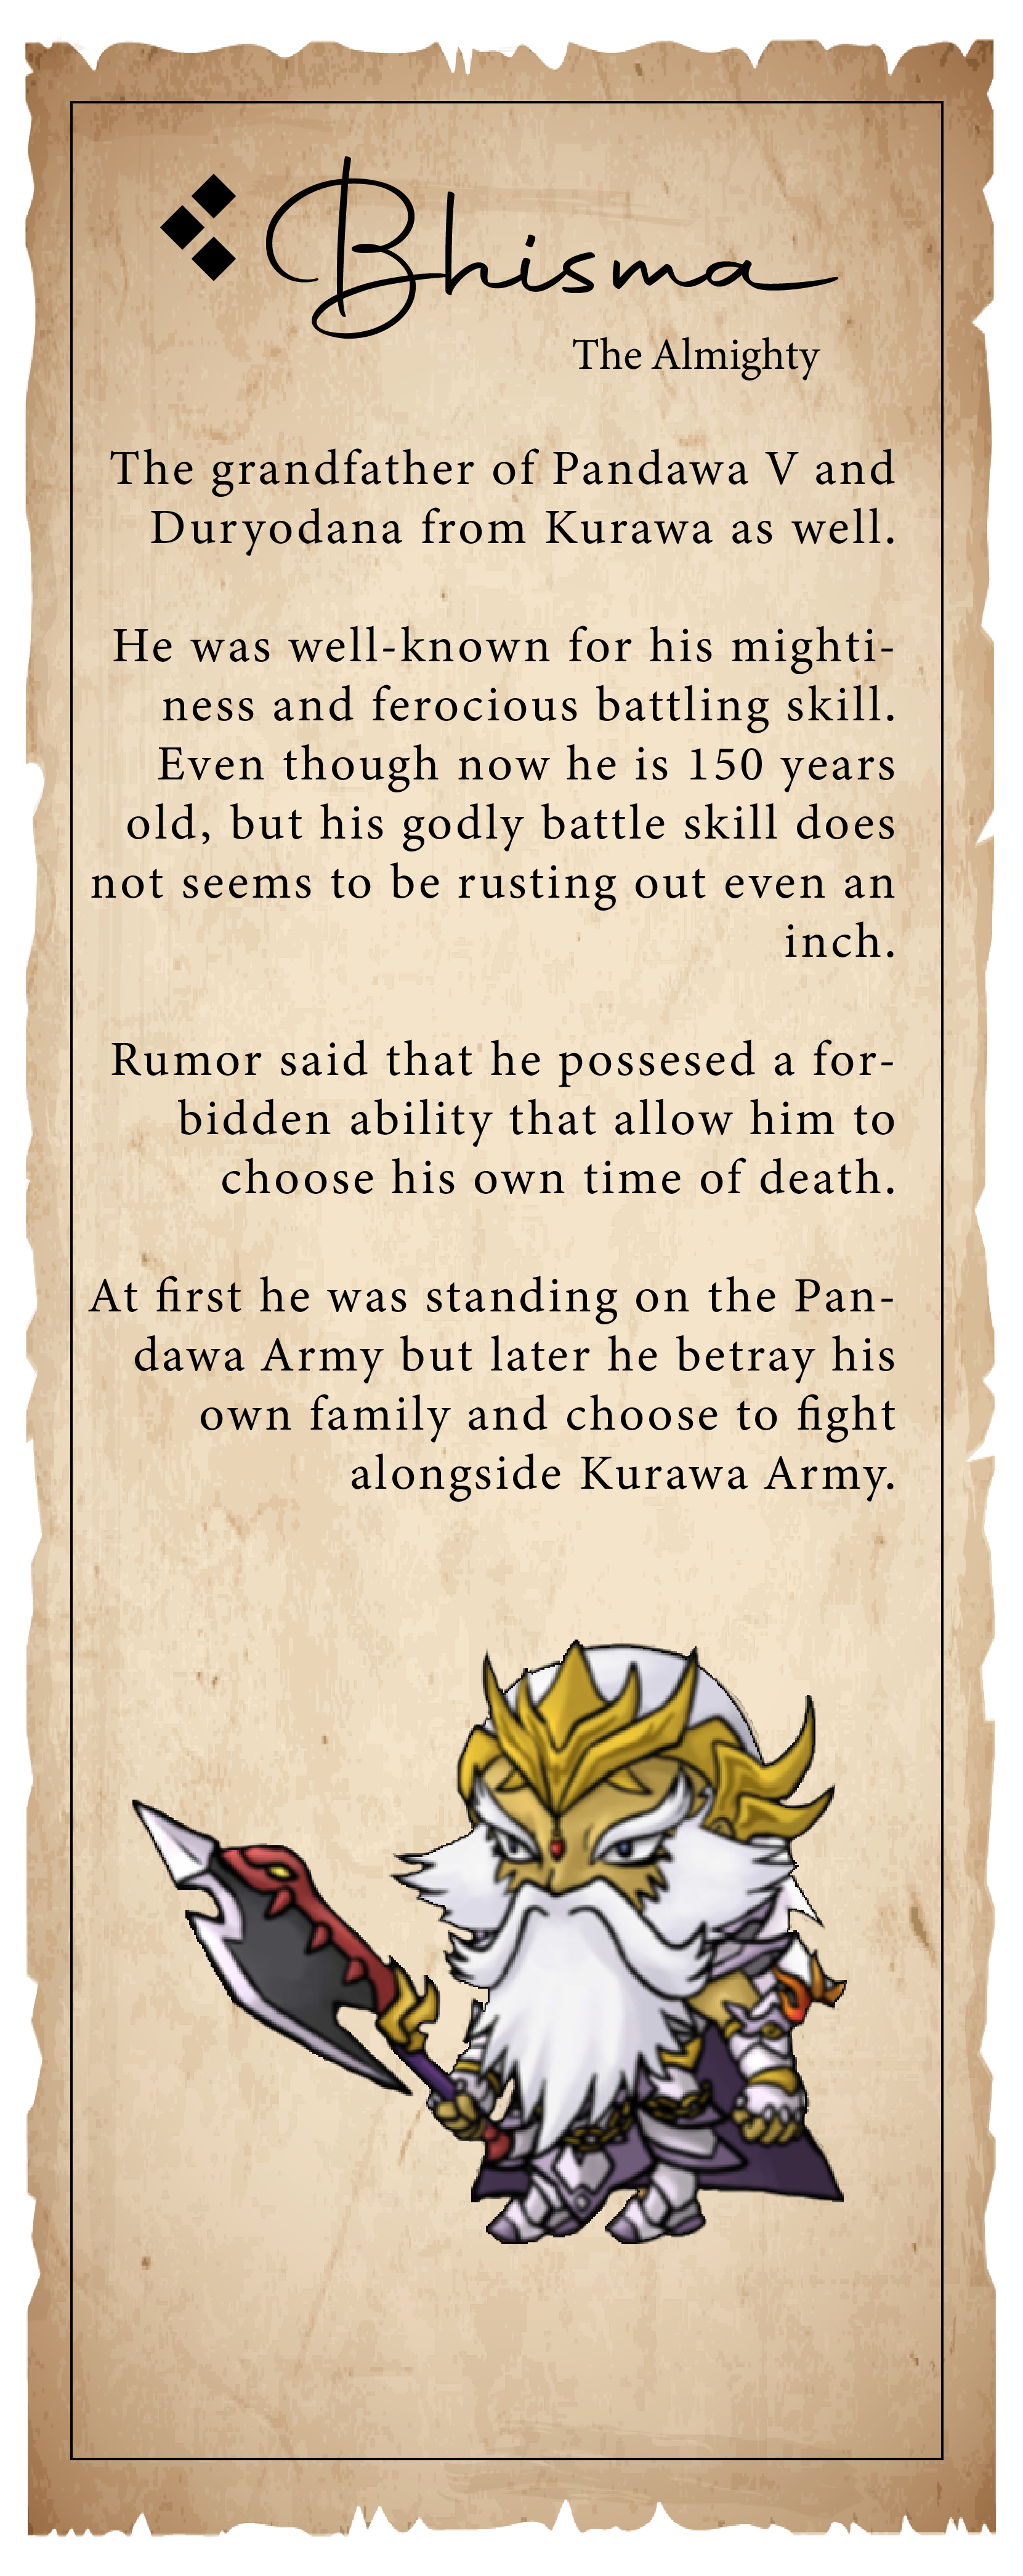 Bhisma
The Almighty
The grandfather of Pandawa V and
Duryodana from Kurawa as well.
He was well-known for his mighti-
ness and ferocious battling skill.
Even though now he is 150 years
old, but his godly battle skill does
not seems to be rusting out even an
inch.
Rumor said that he possesed a for-
bidden ability that allow him to
choose his own time of death.
At first he was standing on the Pan-
dawa Army but later he betray his
own family and choose to fight
alongside Kurawa Army.